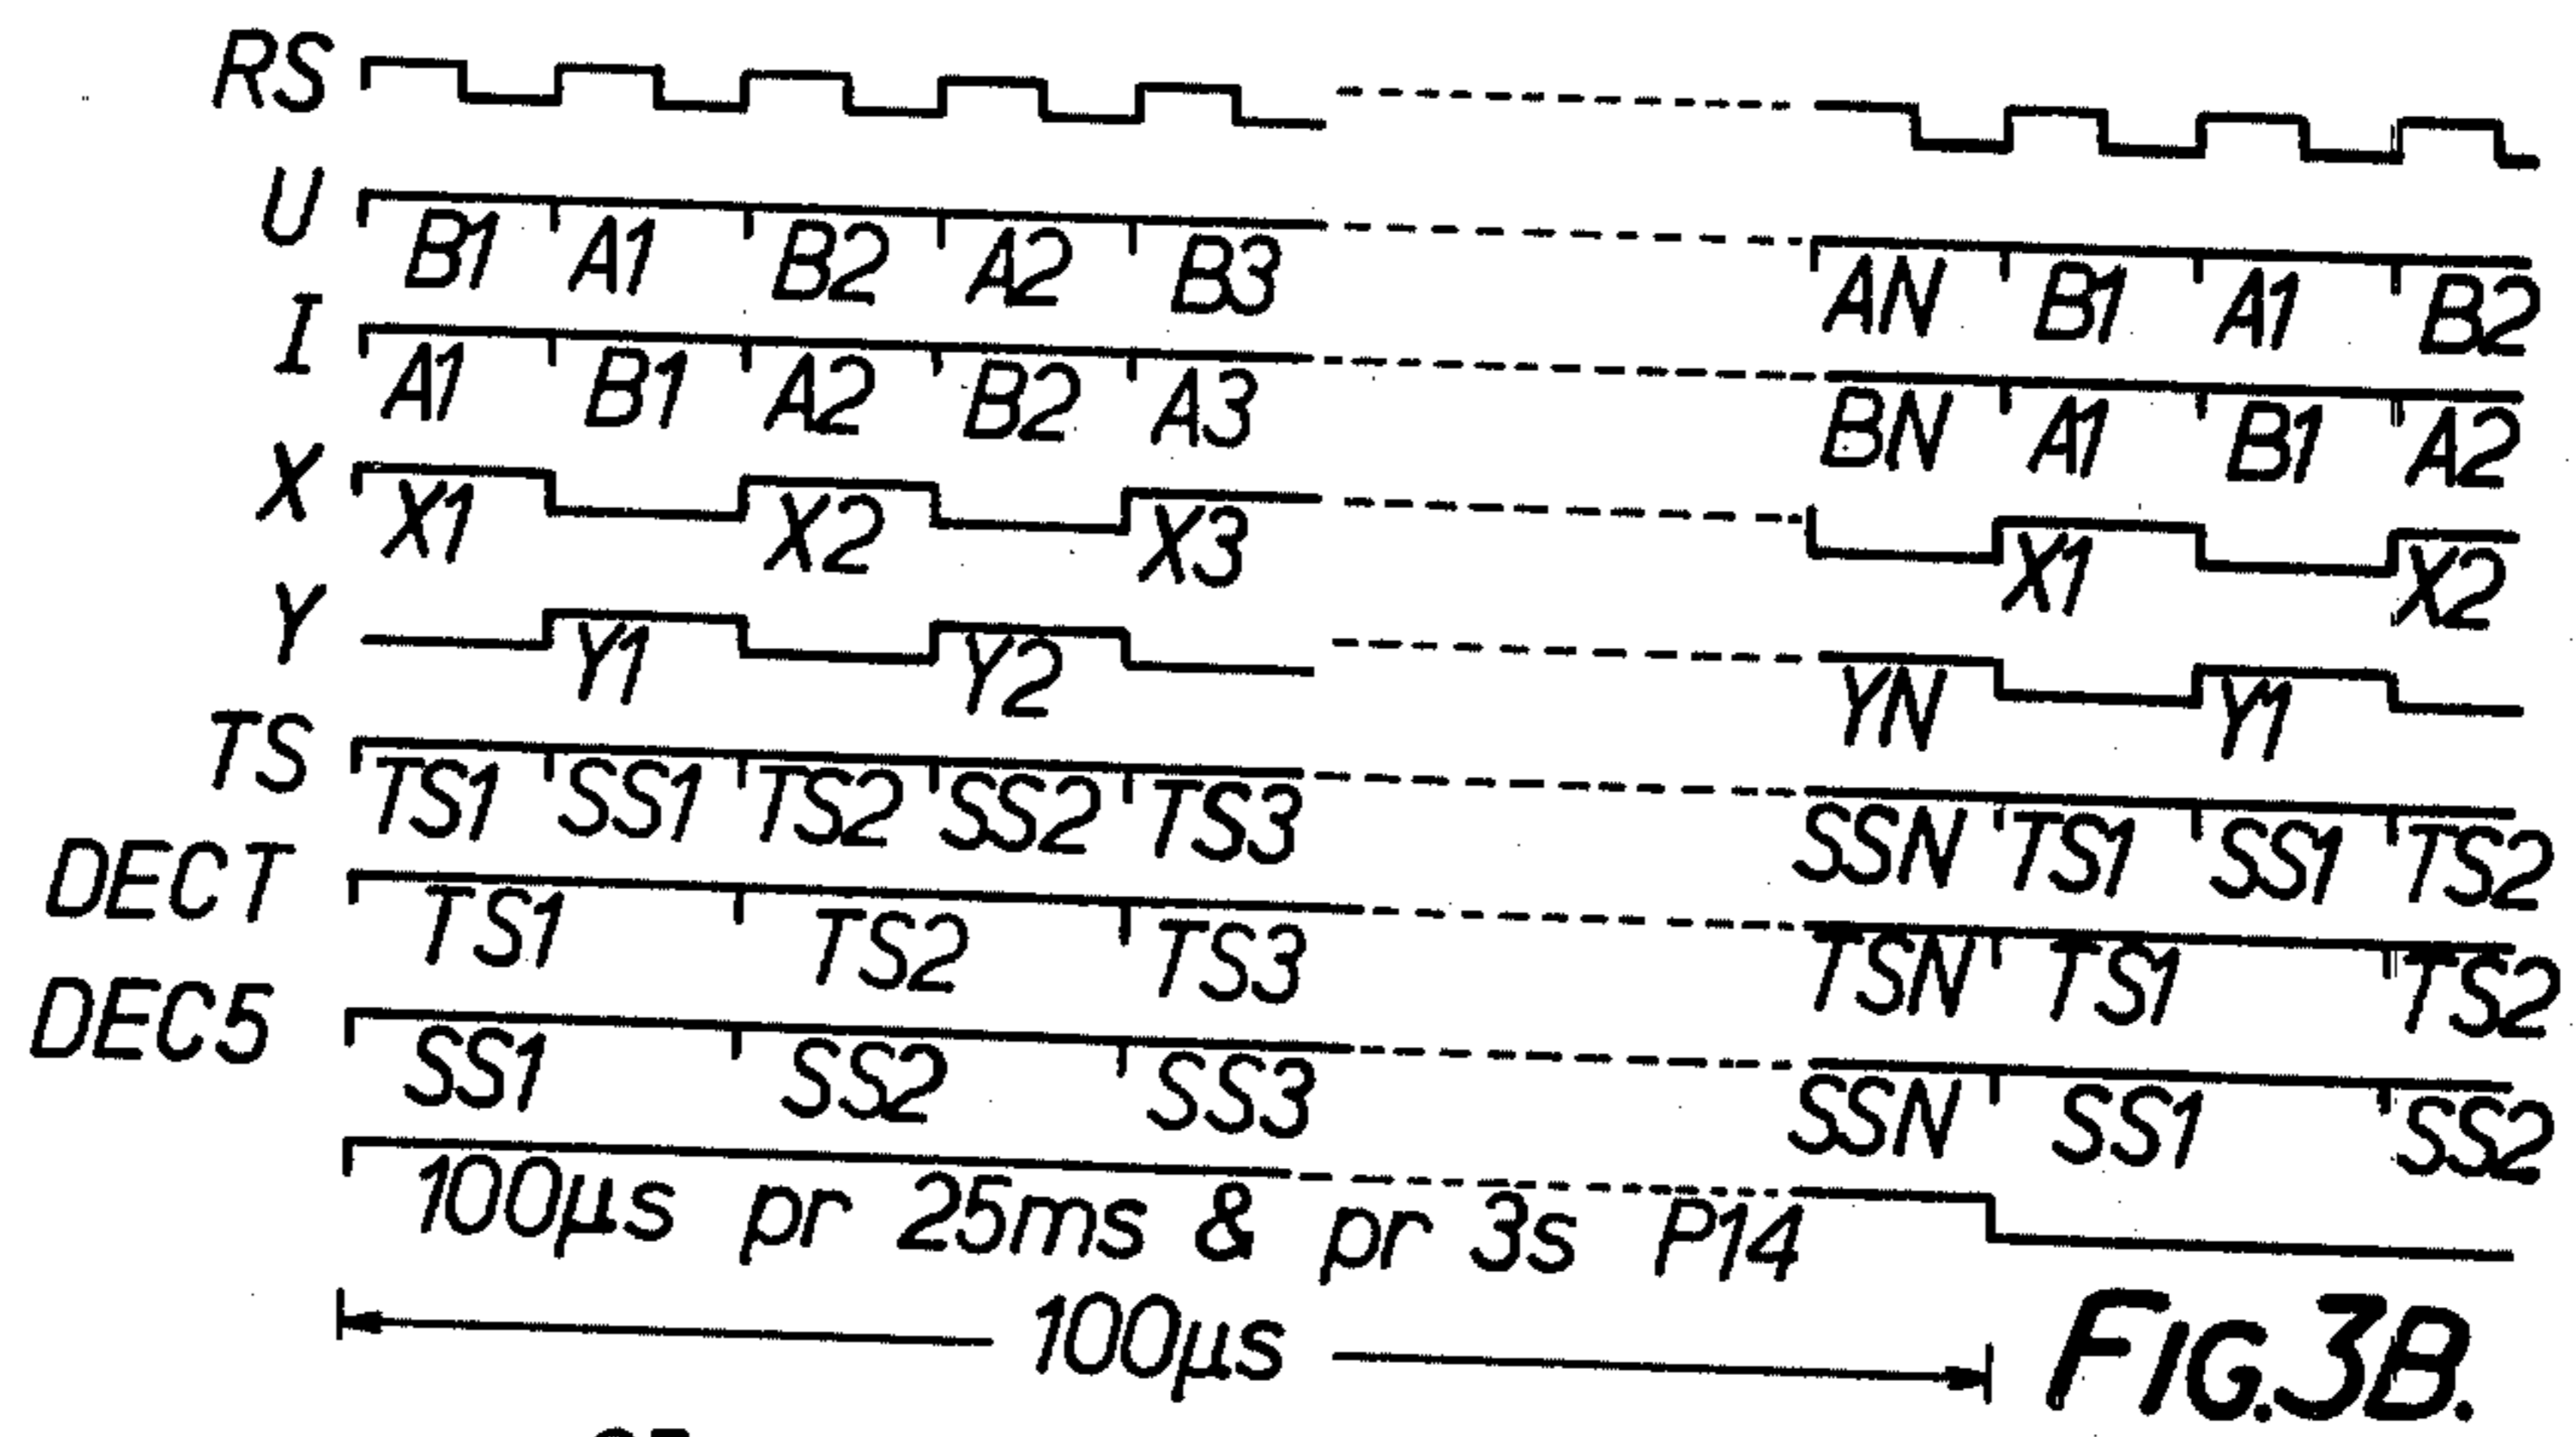 RS
U B1 A1 B2 A2 B3 AN B1 A1 B2
I A1 B1 A2 B2 A3 BN A1 B1 A2
X X1 X2 X3 X1 X2
Y Y1 Y2 YN Y1
TS TS1 SS1 TS2 SS2 TS3 SSN TS1 SS1 TS2
DECT TS1 TS2 TS3 TSN TS1 TS2
DEC5 SS1 SS2 SS3 SSN SS1 SS2
100µs pr 25ms & pr 3s P14
100µs
FIG.3B.